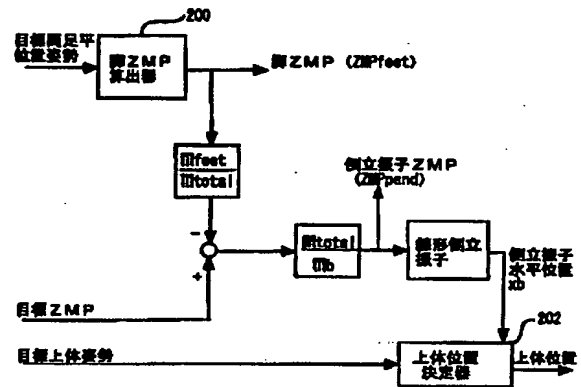 200
目標両足平
位置姿勢
脚ZMP
算出器
脚ZMP (ZMPfeet)
mfeet
mtotal
倒立振子ZMP
(ZMPpend)
-
+
mtotal
mb
線形倒立
振子
倒立振子
水平位置
xb
目標ZMP
202
目標上体姿勢
上体位置
決定器
上体位置